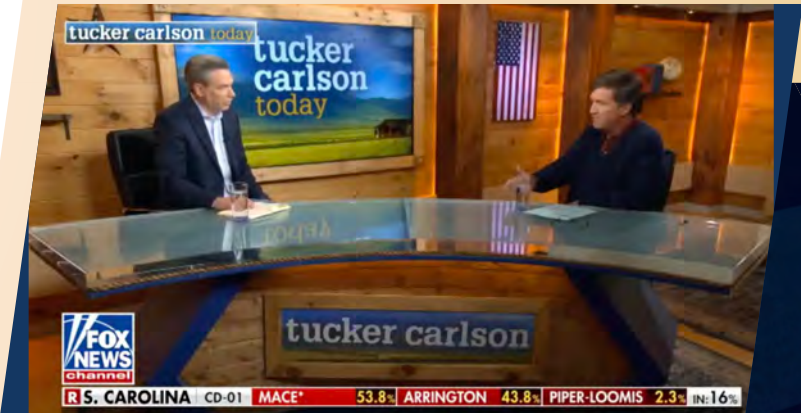 tucker carlson today
tucker
carlson
today
tucker carlson
FOX
NEWS
channel
R S. CAROLINA CD-01 MACE* 53.8% ARRINGTON 43.8% PIPER-LOOMIS 2.3% IN: 16%